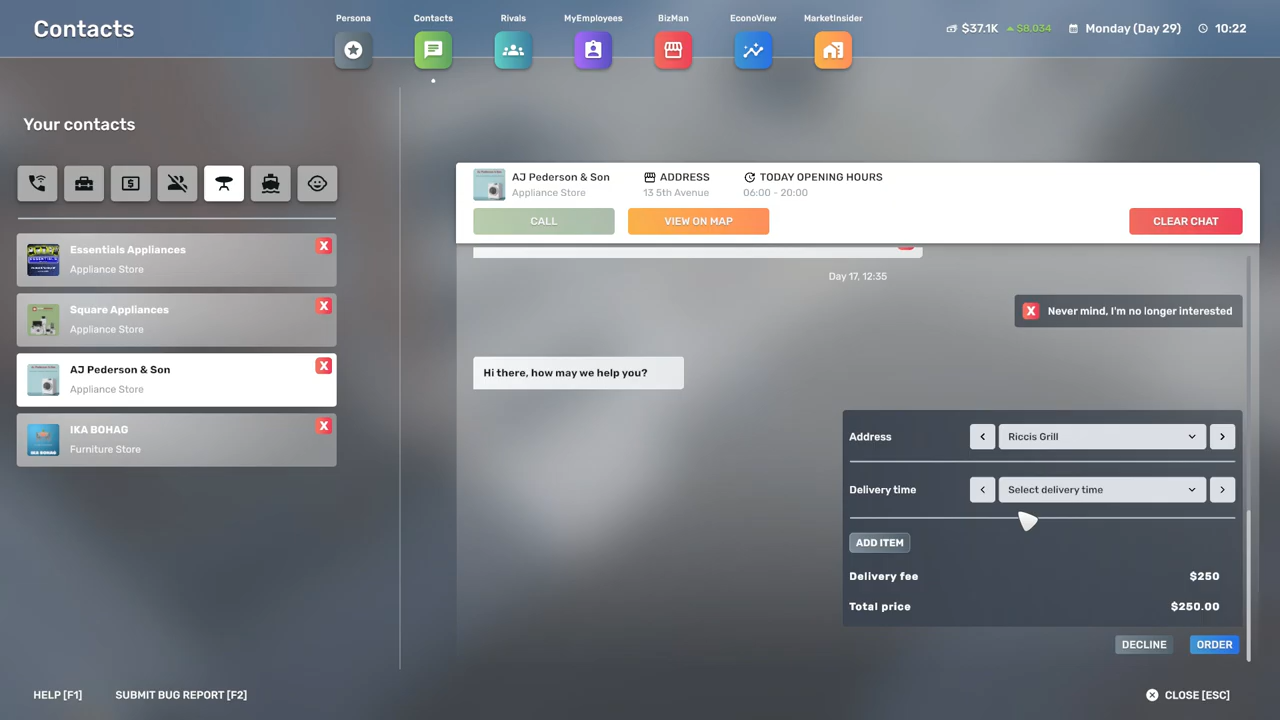 Contacts
Persona
Contacts
Rivals
MyEmployees
BizMan
EconoView
MarketInsider
$37.1K
$8,034
Monday (Day 29)
10:22
Your contacts
Essentials Appliances
Appliance Store
X
Square Appliances
Appliance Store
X
AJ Pederson & Son
Appliance Store
X
IKA BOHAG
Furniture Store
X
AJ Pederson & Son
Appliance Store
ADDRESS
13 5th Avenue
TODAY OPENING HOURS
06:00 - 20:00
CALL
VIEW ON MAP
CLEAR CHAT
Day 17, 12:35
X Never mind, I'm no longer interested
Hi there, how may we help you?
Address
< Riccis Grill >
Delivery time
< Select delivery time >
ADD ITEM
Delivery fee
$250
Total price
$250.00
DECLINE
ORDER
HELP [F1]
SUBMIT BUG REPORT [F2]
CLOSE [ESC]